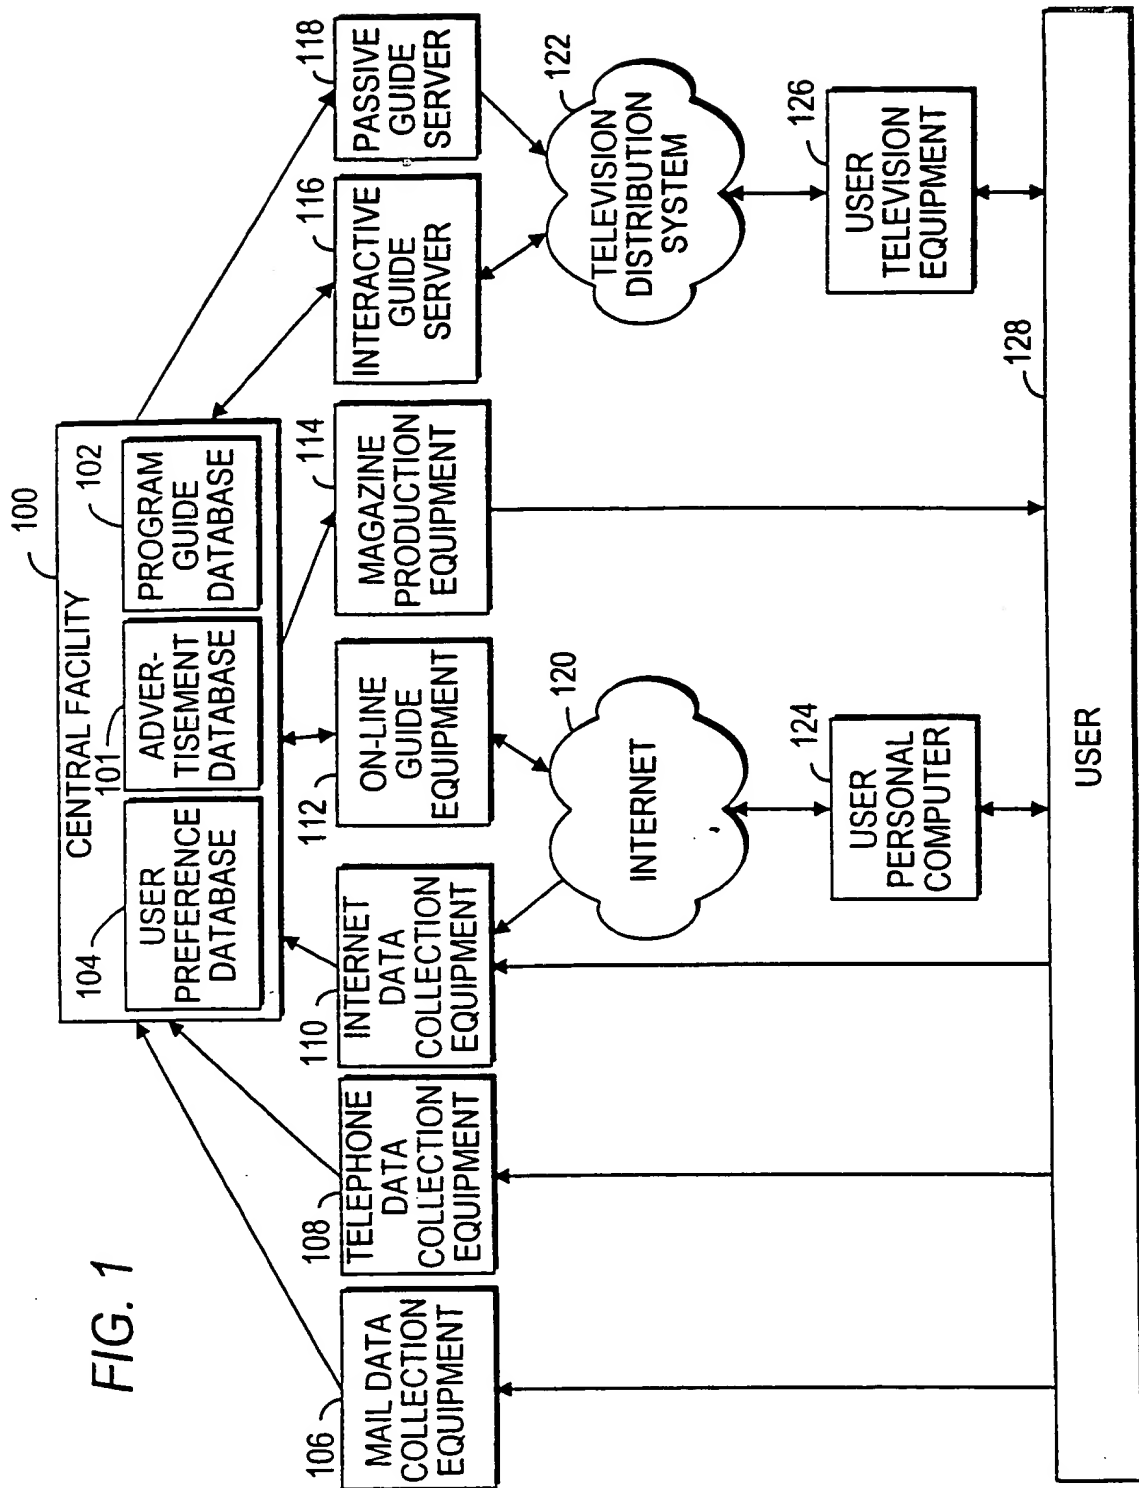 FIG. 1
100
CENTRAL FACILITY
104
USER
PREFERENCE
DATABASE
101
ADVER-
TISEMENT
DATABASE
102
PROGRAM
GUIDE
DATABASE
106
MAIL DATA
COLLECTION
EQUIPMENT
108
TELEPHONE
DATA
COLLECTION
EQUIPMENT
110
INTERNET
DATA
COLLECTION
EQUIPMENT
112
ON-LINE
GUIDE
EQUIPMENT
114
MAGAZINE
PRODUCTION
EQUIPMENT
116
INTERACTIVE
GUIDE
SERVER
118
PASSIVE
GUIDE
SERVER
120
INTERNET
122
TELEVISION
DISTRIBUTION
SYSTEM
124
USER
PERSONAL
COMPUTER
126
USER
TELEVISION
EQUIPMENT
128
USER